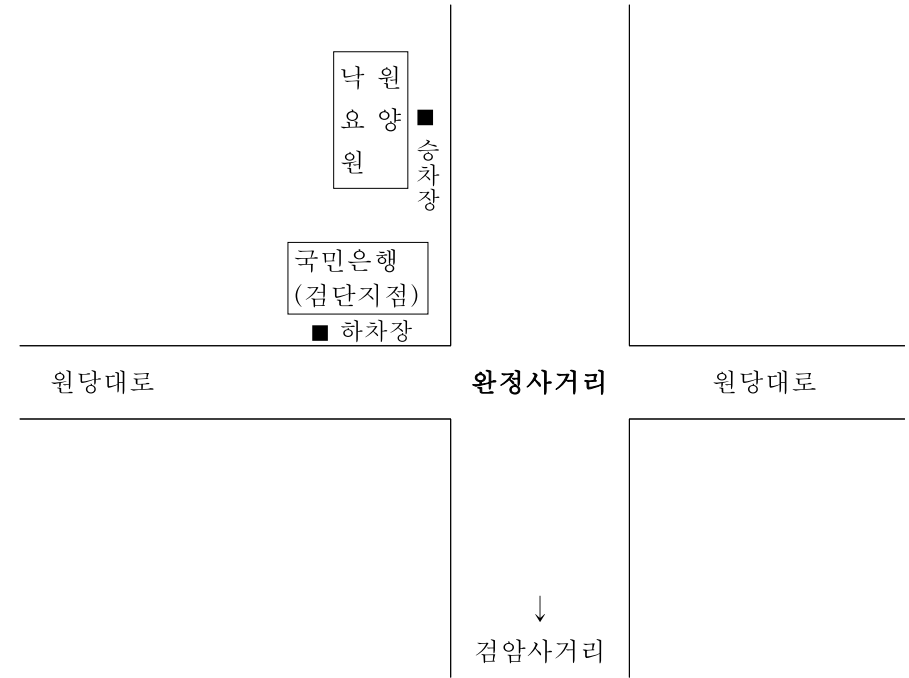 낙 원
요 양
원
승차장
국민은행
(검단지점)
하차장
원당대로
완정사거리
원당대로
↓
검암사거리